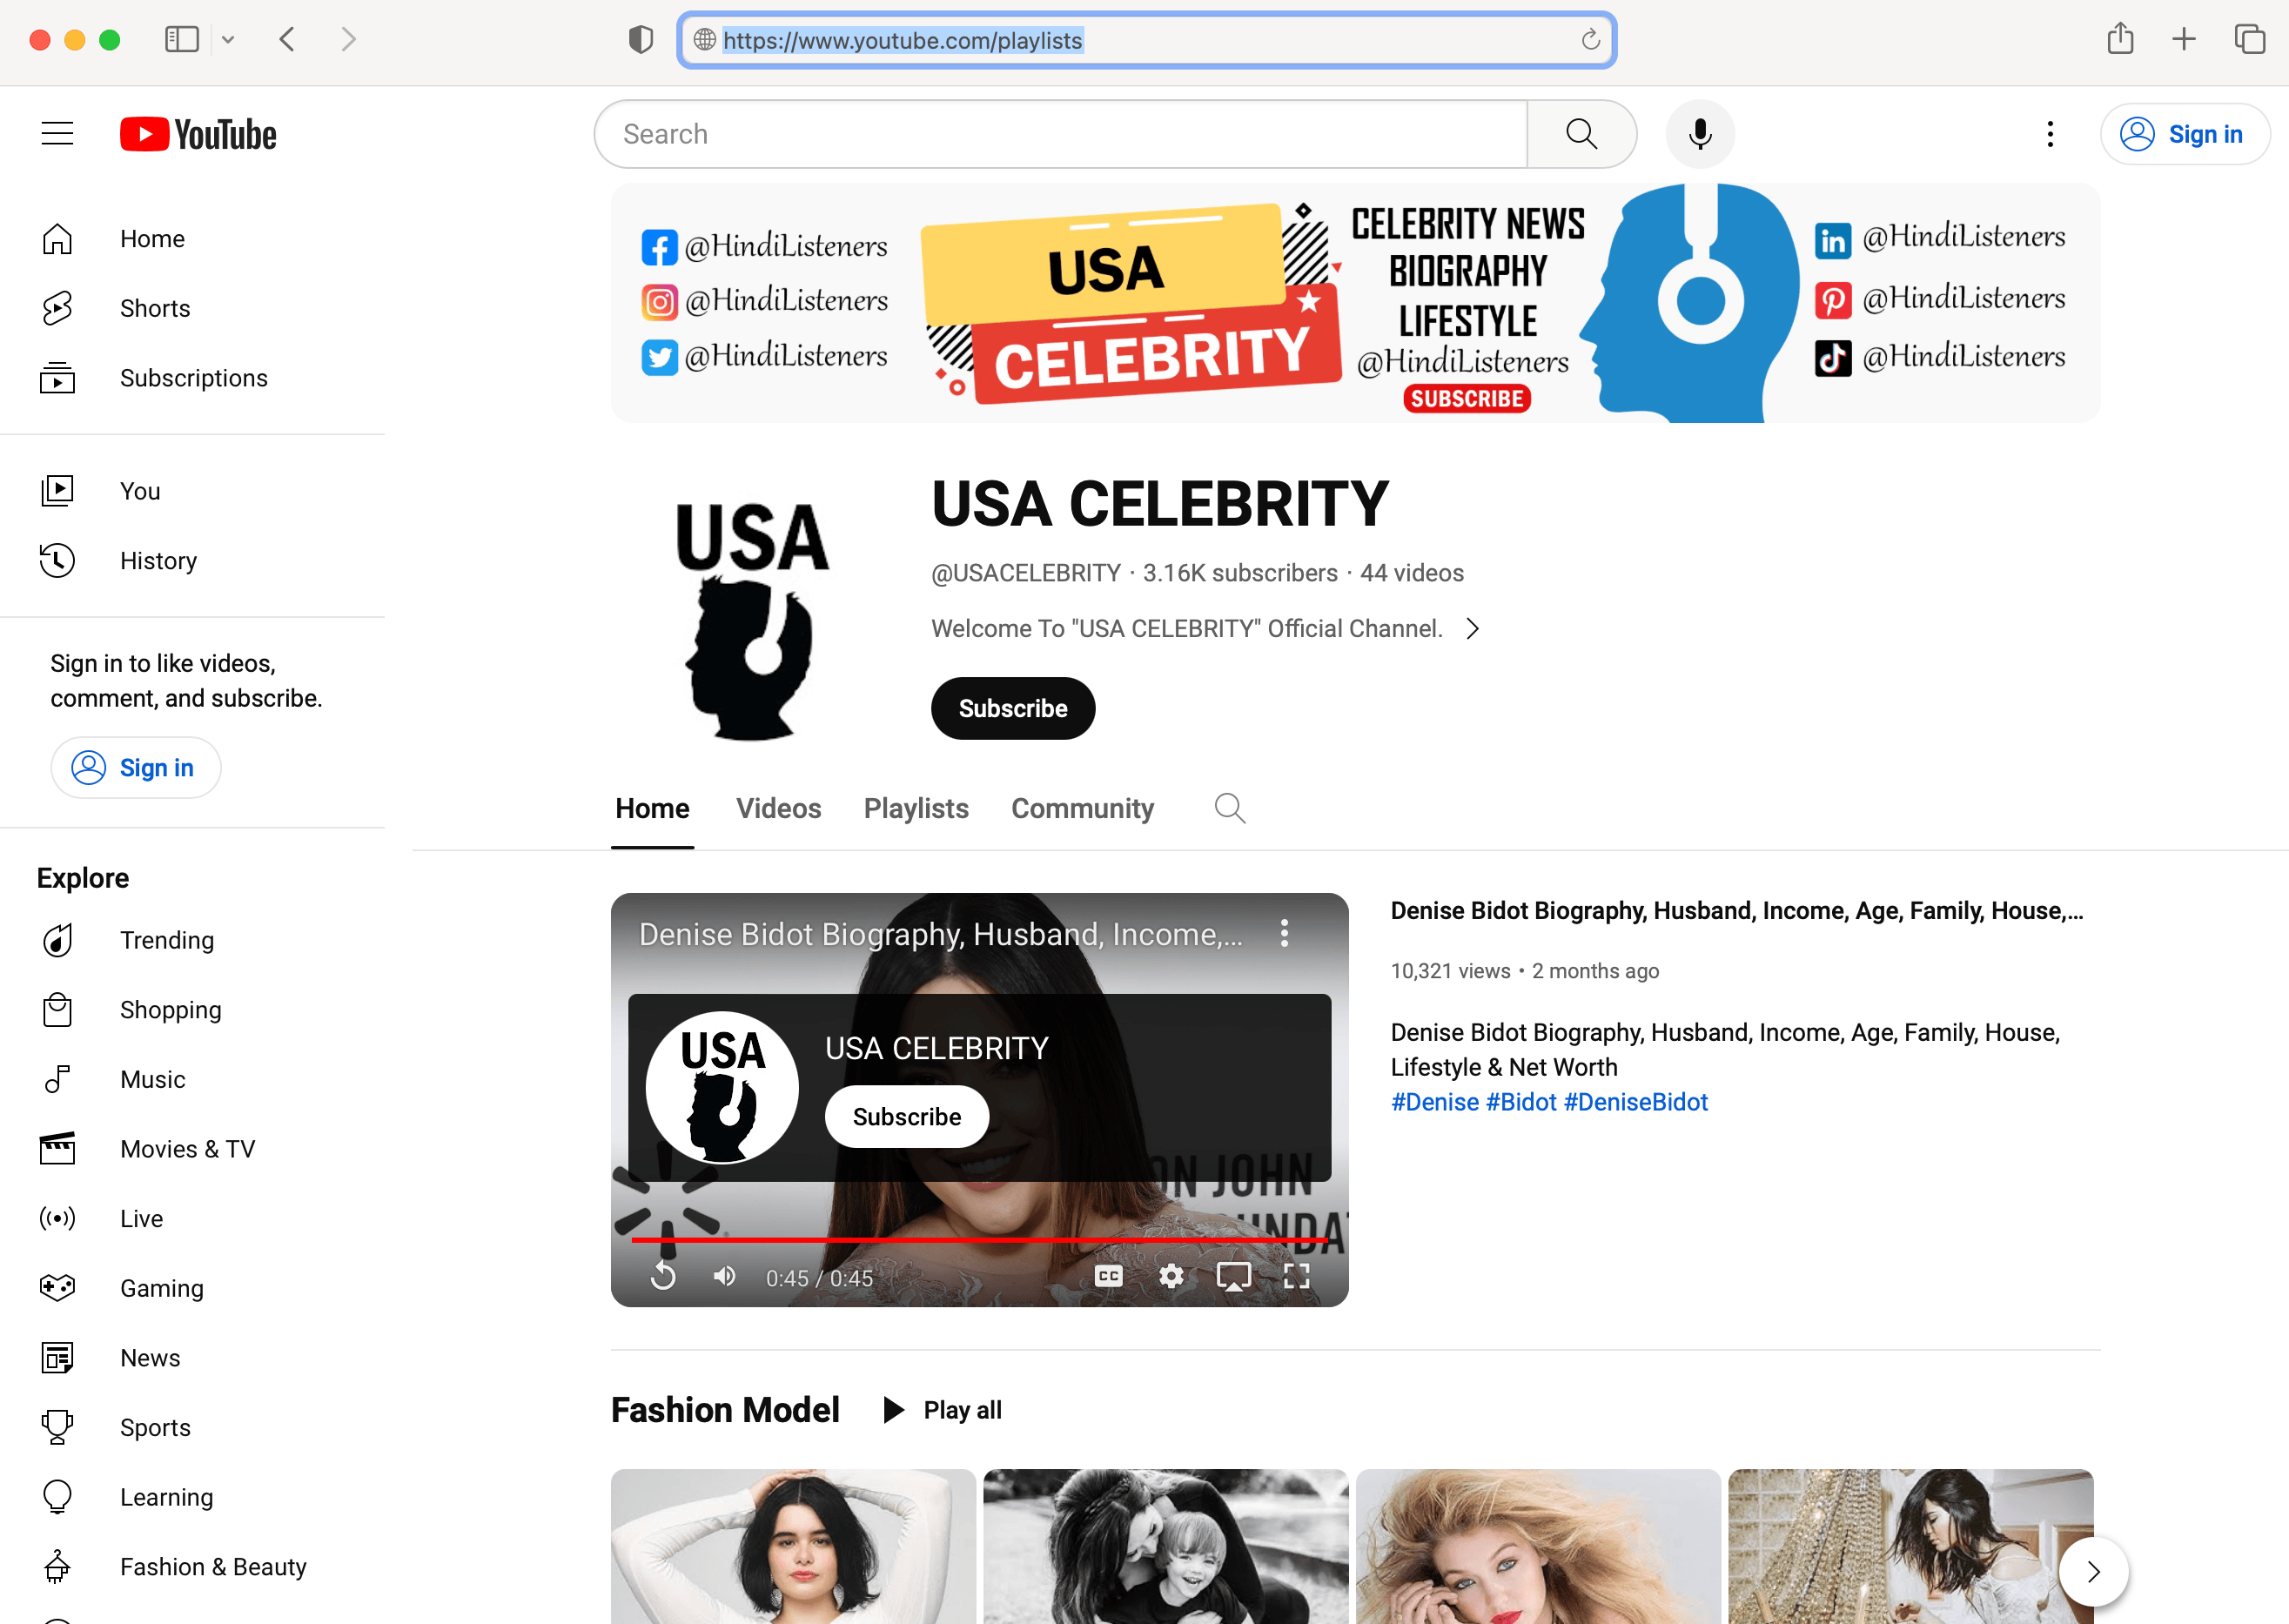 https://www.youtube.com/playlists
YouTube
Search
Sign in
Home
Shorts
Subscriptions
You
History
Sign in to like videos,
comment, and subscribe.
Sign in
Explore
Trending
Shopping
Music
Movies & TV
Live
Gaming
News
Sports
Learning
Fashion & Beauty
@HindiListeners
@HindiListeners
@HindiListeners
USA
CELEBRITY
CELEBRITY NEWS
BIOGRAPHY
LIFESTYLE
@HindiListeners
SUBSCRIBE
in @HindiListeners
@HindiListeners
@HindiListeners
USA
USA CELEBRITY
@USACELEBRITY · 3.16K subscribers · 44 videos
Welcome To "USA CELEBRITY" Official Channel.
Subscribe
Home Videos Playlists Community
Denise Bidot Biography, Husband, Income,...
USA
USA CELEBRITY
Subscribe
ON JOHN
UNDA
0:45 / 0:45
CC
Denise Bidot Biography, Husband, Income, Age, Family, House,...
10,321 views • 2 months ago
Denise Bidot Biography, Husband, Income, Age, Family, House,
Lifestyle & Net Worth
#Denise #Bidot #DeniseBidot
Fashion Model Play all